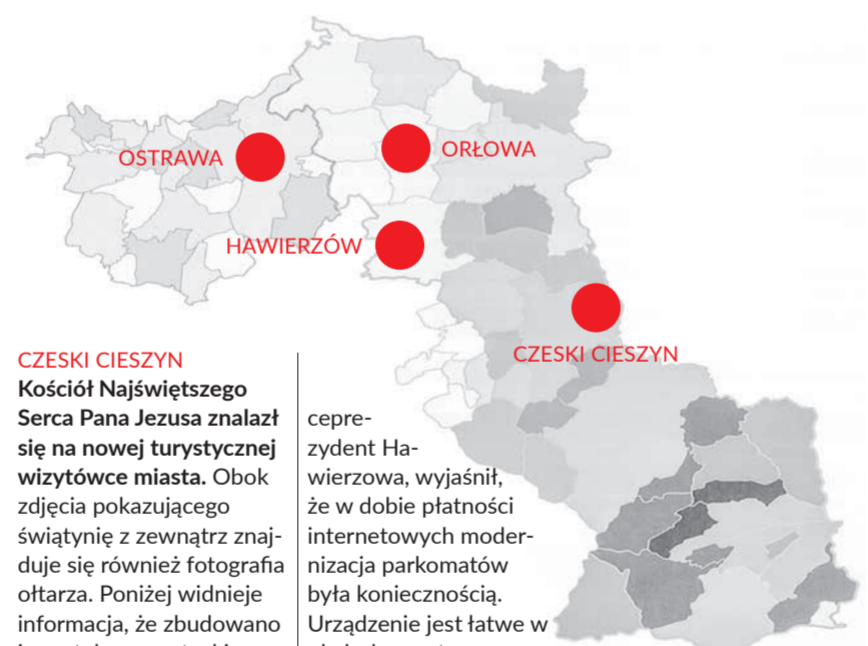 OSTRAWA
ORŁOWA
HAWIERZÓW
CZESKI CIESZYN
CZESKI CIESZYN
Kościół Najświętszego
Serca Pana Jezusa znalazł
się na nowej turystycznej
wizytówce miasta. Obok
zdjęcia pokazującego
świątynię z zewnątrz znaj-
duje się również fotografia
ołtarza. Poniżej widnieje
informacja, że zbudowano
cepre-
zydent Ha-
wierzowa, wyjaśnił,
że w dobie płatności
internetowych moder-
nizacja parkomatów
była koniecznością.
Urządzenie jest łatwe w